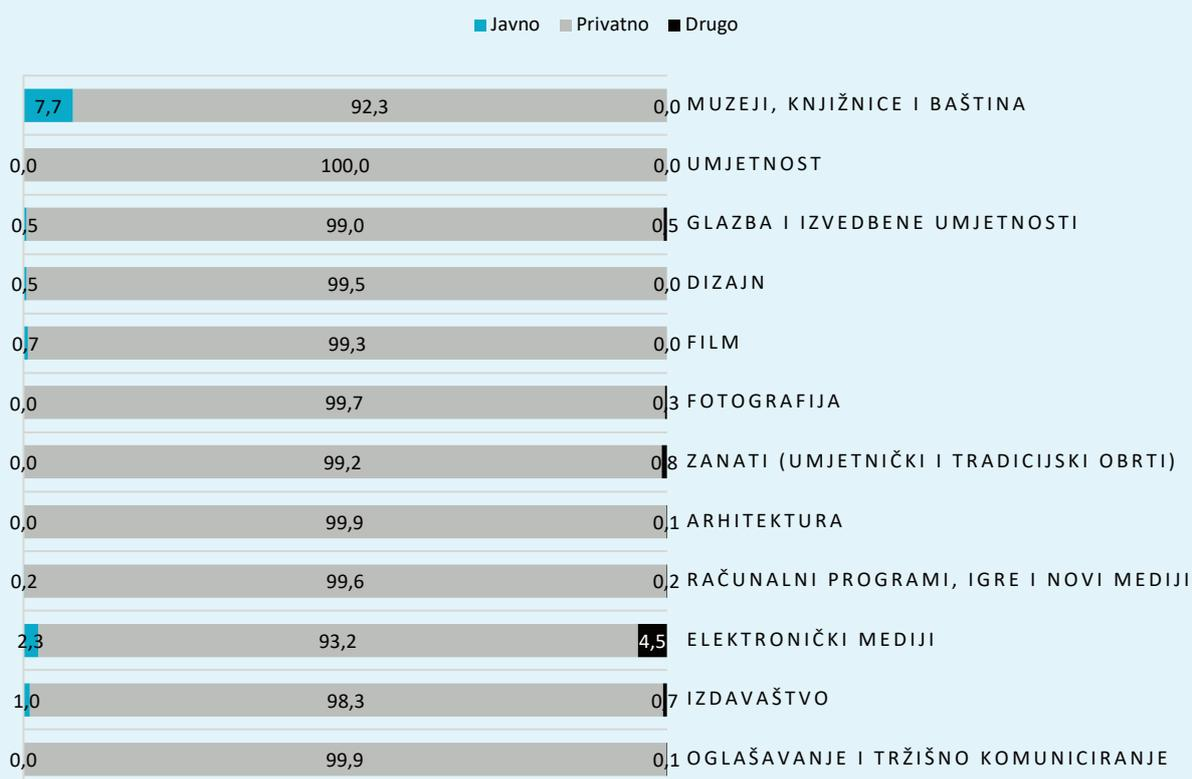 Javno Privatno Drugo
7,7 92,3 0,0 MUZEJI, KNJIŽNICE I BAŠTINA
0,0 100,0 0,0 UMJETNOST
0,5 99,0 0,5 GLAZBA I IZVEDBENE UMJETNOSTI
0,5 99,5 0,0 DIZAJN
0,7 99,3 0,0 FILM
0,0 99,7 0,3 FOTOGRAFIJA
0,0 99,2 0,8 ZANATI (UMJETNIČKI I TRADICIJSKI OBRTI)
0,0 99,9 0,1 ARHITEKTURA
0,2 99,6 0,2 RAČUNALNI PROGRAMI, IGRE I NOVI MEDIJI
2,3 93,2 4,5 ELEKTRONIČKI MEDIJI
1,0 98,3 0,7 IZDAVAŠTVO
0,0 99,9 0,1 OGLAŠAVANJE I TRŽIŠNO KOMUNICIRANJE